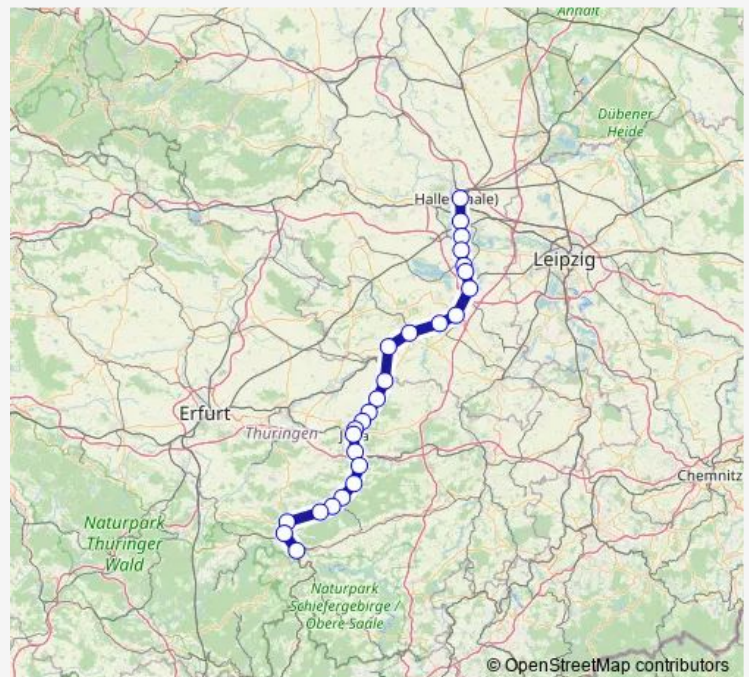 Anhalt
Dübener
Heide
Halle (Saale)
Leipzig
Erfurt
Thüringen
Chemnitz
Naturpark
Thüringer
Wald
Naturpark
Schiefergebirge /
Obere Saale
© OpenStreetMap contributors